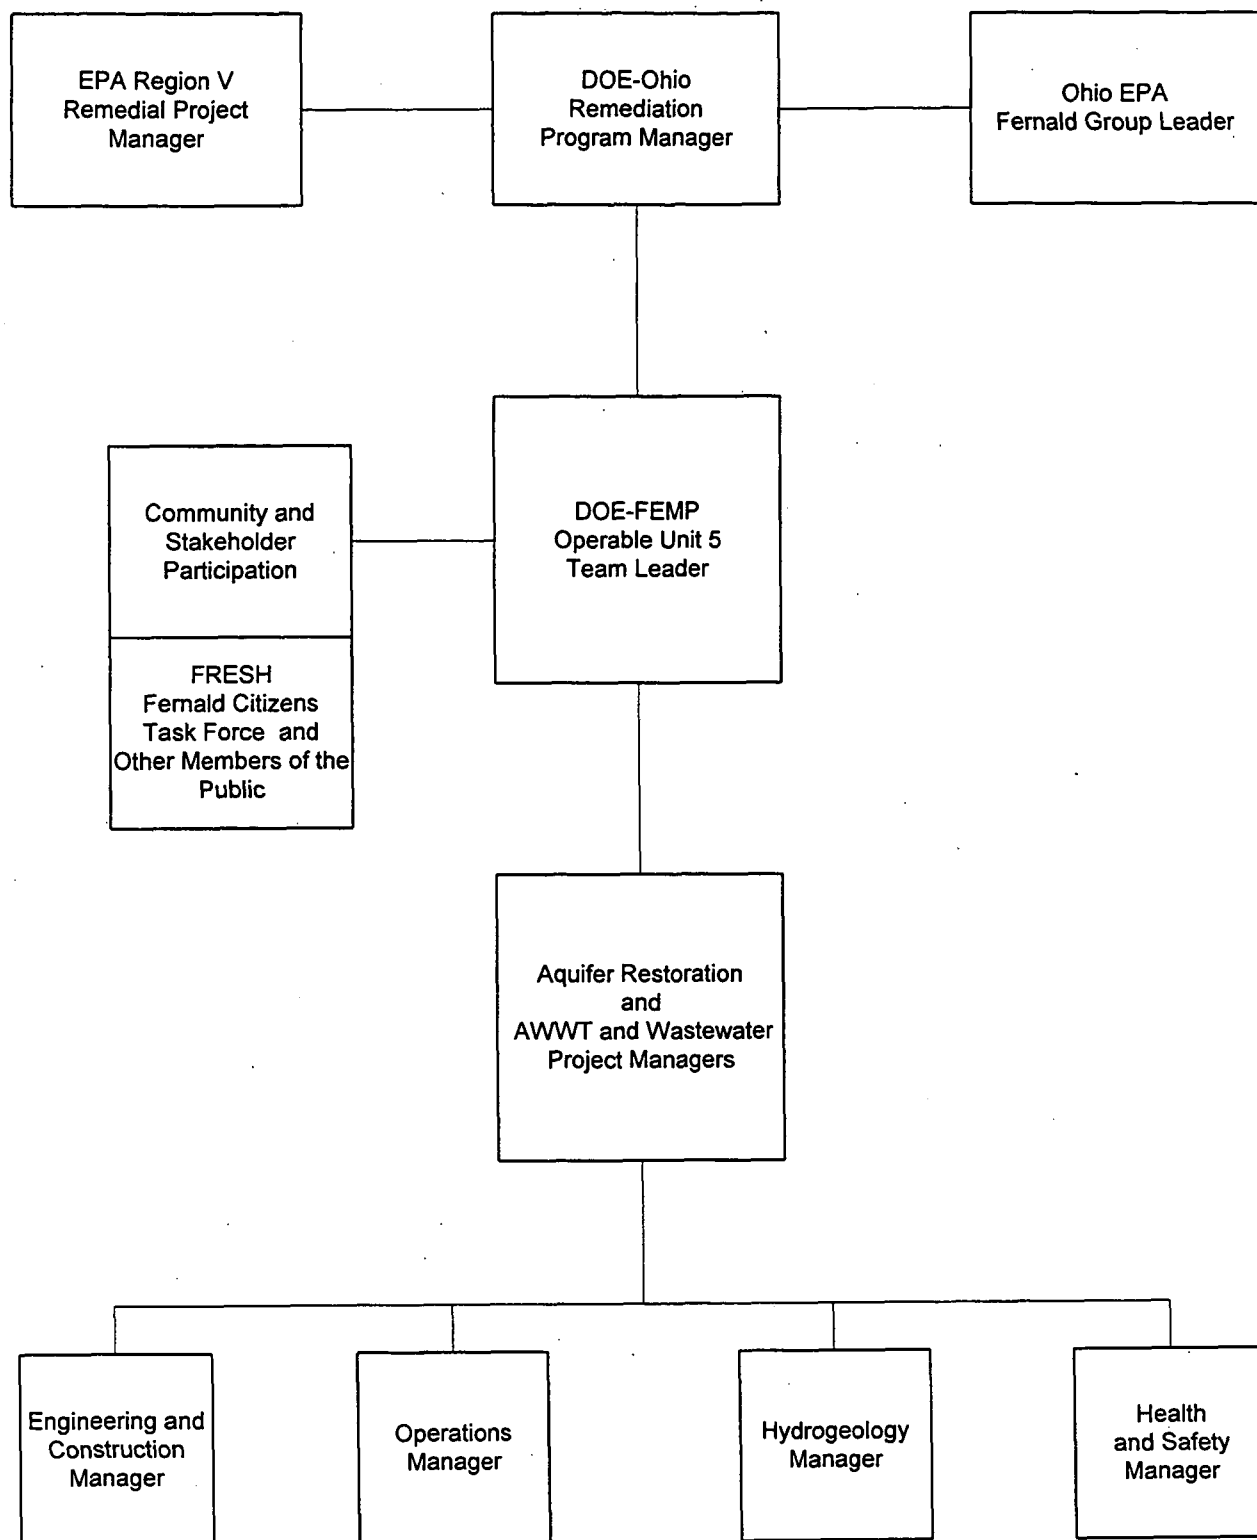 EPA Region V
Remedial Project
Manager
DOE-Ohio
Remediation
Program Manager
Ohio EPA
Fernald Group Leader
Community and
Stakeholder
Participation
FRESH
Fernald Citizens
Task Force and
Other Members of the
Public
DOE-FEMP
Operable Unit 5
Team Leader
Aquifer Restoration
and
AWWT and Wastewater
Project Managers
Engineering and
Construction
Manager
Operations
Manager
Hydrogeology
Manager
Health
and Safety
Manager